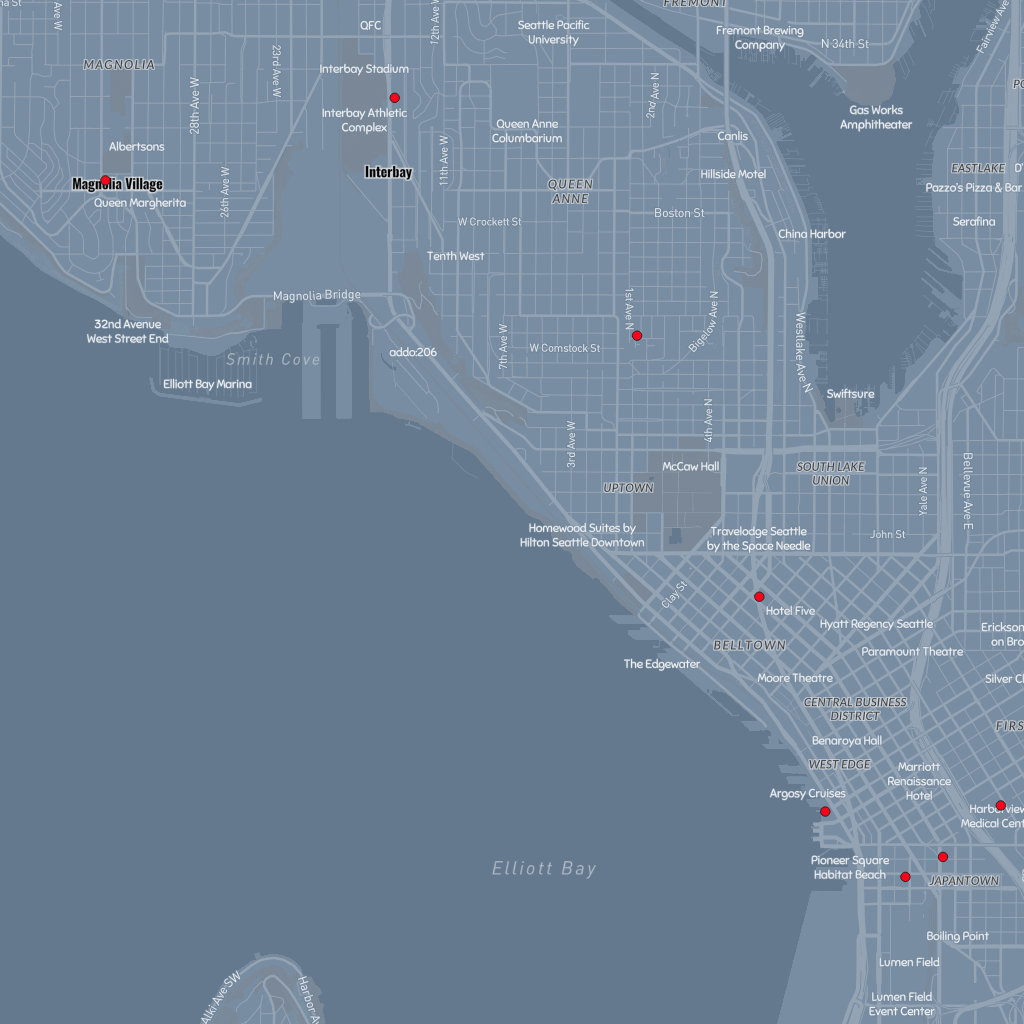 FREMONT
na St
QFC
12th Ave W
Seattle Pacific
University
Fremont Brewing
Company
N 34th St
Fairview Ave
Ave W
23rd Ave W
MAGNOLIA
Interbay Stadium
28th Ave W
2nd Ave N
Interbay Athletic
Complex
Gas Works
Amphitheater
Queen Anne
Columbarium
Canlis
Albertsons
11th Ave W
Interbay
EASTLAKE
Hillside Motel
Magnolia Village
QUEEN
ANNE
Pazzo's Pizza & Bar
26th Ave W
Queen Margherita
Boston St
W Crockett St
Serafina
China Harbor
Tenth West
Magnolia Bridge
1st Ave N
Bigelow Ave N
32nd Avenue
West Street End
Westlake Ave N
7th Ave W
W Comstock St
addo:206
Smith Cove
Elliott Bay Marina
Swiftsure
4th Ave N
3rd Ave W
McCaw Hall
SOUTH LAKE
UNION
UPTOWN
Yale Ave N
Bellevue Ave E
Homewood Suites by
Hilton Seattle Downtown
Travelodge Seattle
by the Space Needle
John St
Clay St
Hotel Five
Hyatt Regency Seattle
Erickson
on Bro
BELLTOWN
Paramount Theatre
The Edgewater
Moore Theatre
Silver Cl
CENTRAL BUSINESS
DISTRICT
FIRS
Benaroya Hall
WEST EDGE
Marriott
Renaissance
Hotel
Argosy Cruises
Harborview
Medical Cent
Pioneer Square
Habitat Beach
Elliott Bay
JAPANTOWN
Boiling Point
Lumen Field
Alki Ave SW
Harbor Av
Lumen Field
Event Center